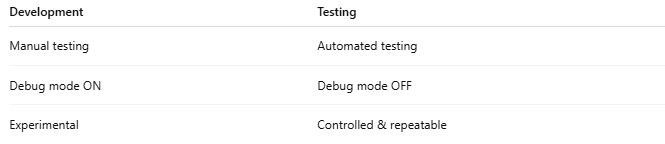 Development Testing
Manual testing Automated testing
Debug mode ON Debug mode OFF
Experimental Controlled & repeatable